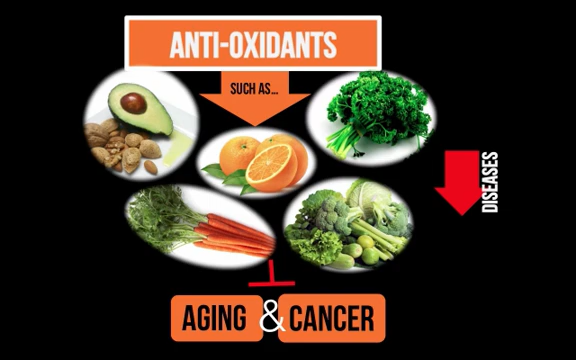 ANTI-OXIDANTS
SUCH AS...
DISEASES
AGING & CANCER